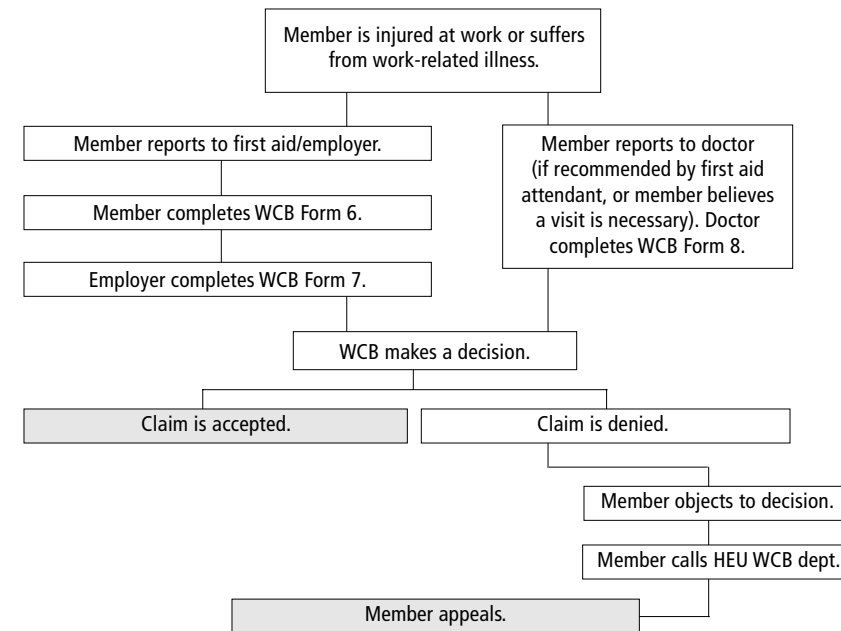 Member is injured at work or suffers
from work-related illness.
Member reports to first aid/employer.
Member completes WCB Form 6.
Employer completes WCB Form 7.
Member reports to doctor
(if recommended by first aid
attendant, or member believes
a visit is necessary). Doctor
completes WCB Form 8.
WCB makes a decision.
Claim is accepted.
Claim is denied.
Member objects to decision.
Member calls HEU WCB dept.
Member appeals.